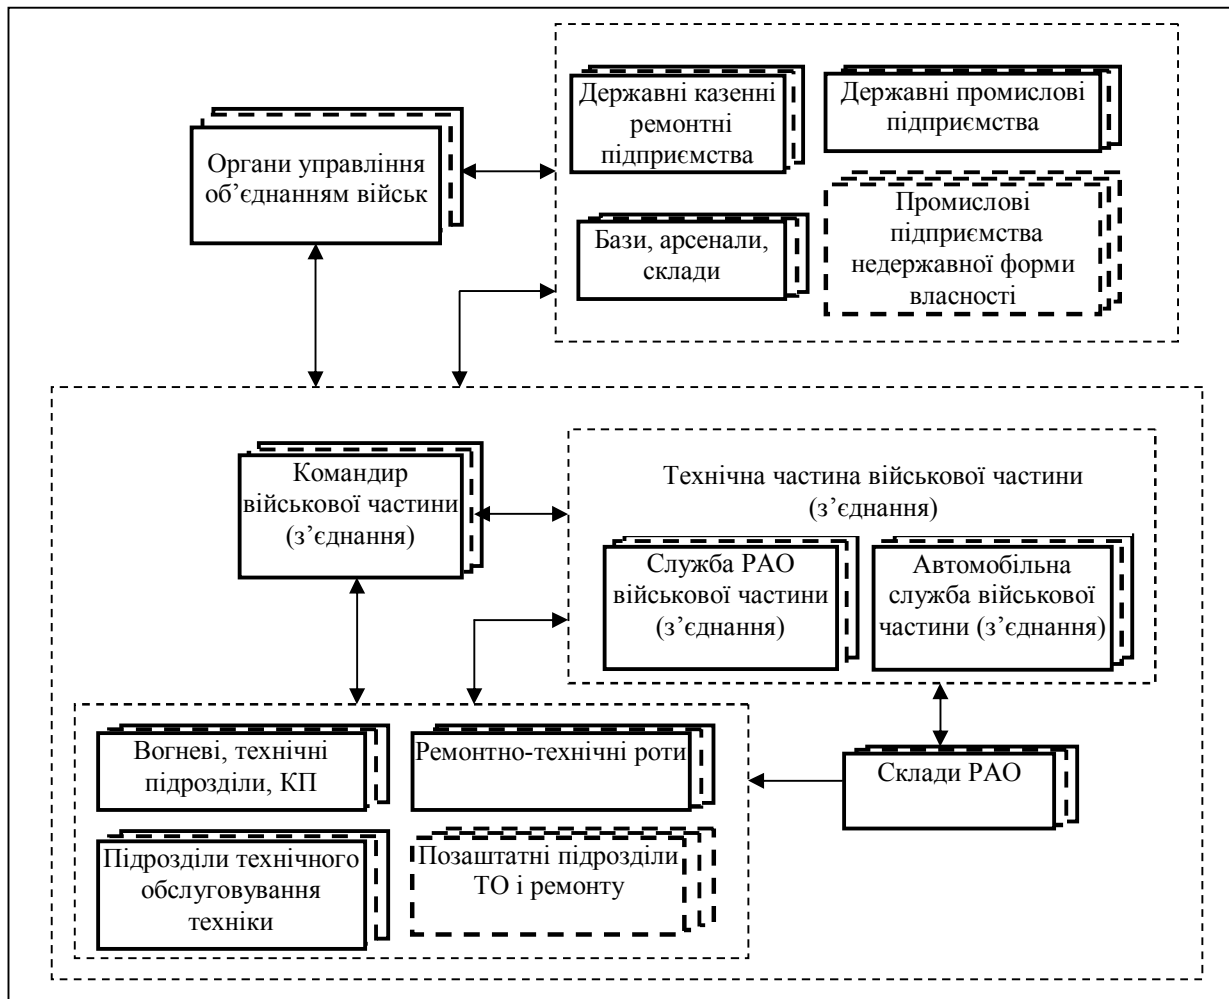 Державні казенні
ремонтні
підприємства
Державні промислові
підприємства
Органи управління
об’єднанням військ
Бази, арсенали,
склади
Промислові
підприємства
недержавної форми
власності
Командир
військової частини
(з’єднання)
Технічна частина військової частини
(з’єднання)
Служба РАО
військової частини
(з’єднання)
Автомобільна
служба військової
частини (з’єднання)
Вогневі, технічні
підрозділи, КП
Ремонтно-технічні роти
Склади РАО
Підрозділи технічного
обслуговування
техніки
Позаштатні підрозділи
ТО і ремонту